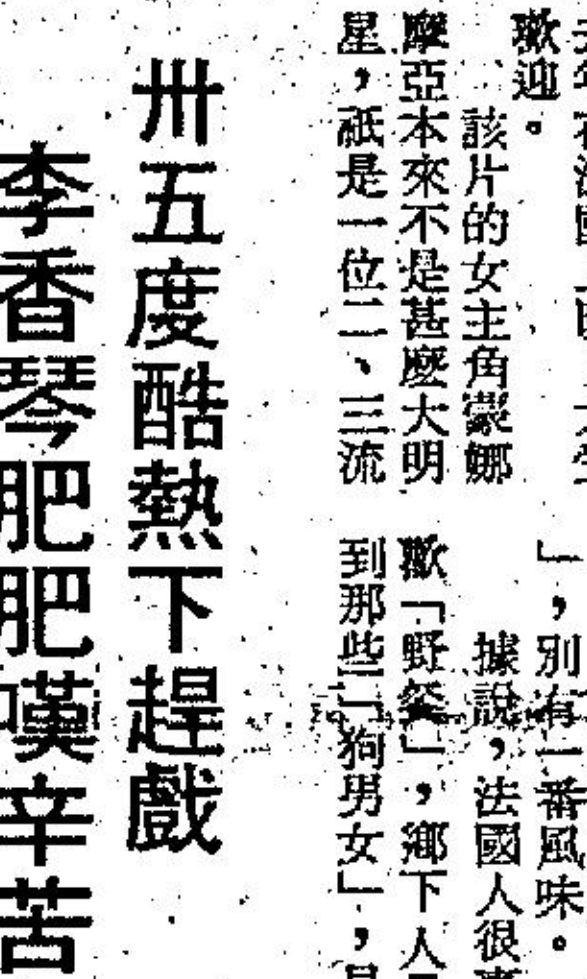 歡迎。
該片的女主角蒙娜
摩亞本來不是甚麼大明
星，祗是一位二、三流
」，別有一番風味。
據說，法國人很
歡「野餐」，鄉下人
到那些「狗男女」，
卅五度酷熱下趕戲
李香琴肥肥嘆辛苦